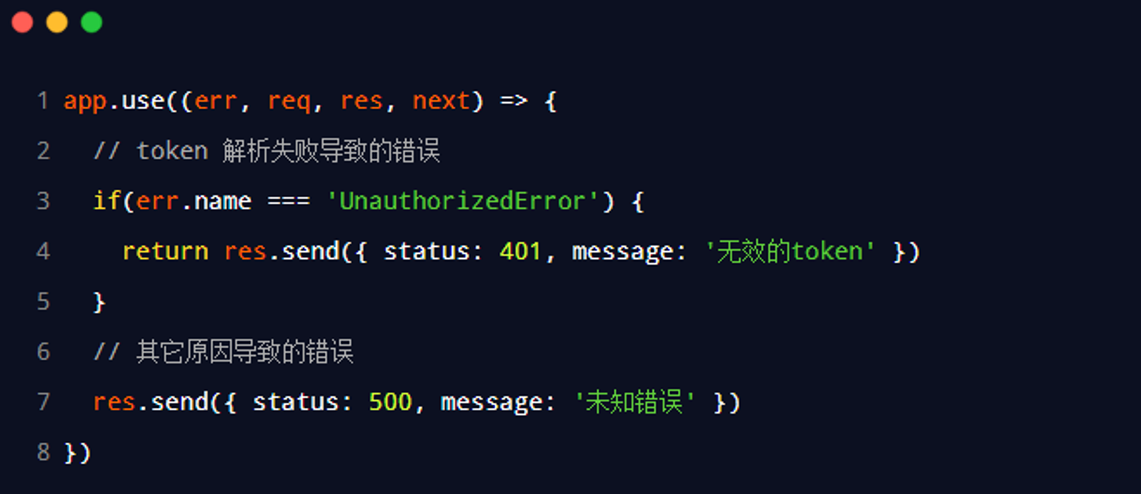 1 app.use((err, req, res, next) => {
2   // token 解析失败导致的错误
3   if(err.name === 'UnauthorizedError') {
4     return res.send({ status: 401, message: '无效的token' })
5   }
6   // 其它原因导致的错误
7   res.send({ status: 500, message: '未知错误' })
8 })